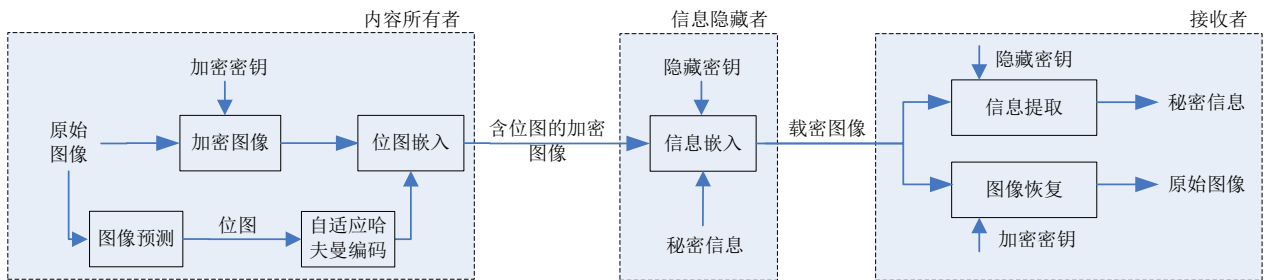 内容所有者
加密密钥
原始
图像
加密图像
位图嵌入
图像预测
位图
自适应哈
夫曼编码
含位图的加密
图像
信息隐藏者
隐藏密钥
信息嵌入
秘密信息
载密图像
接收者
隐藏密钥
信息提取
秘密信息
图像恢复
原始图像
加密密钥